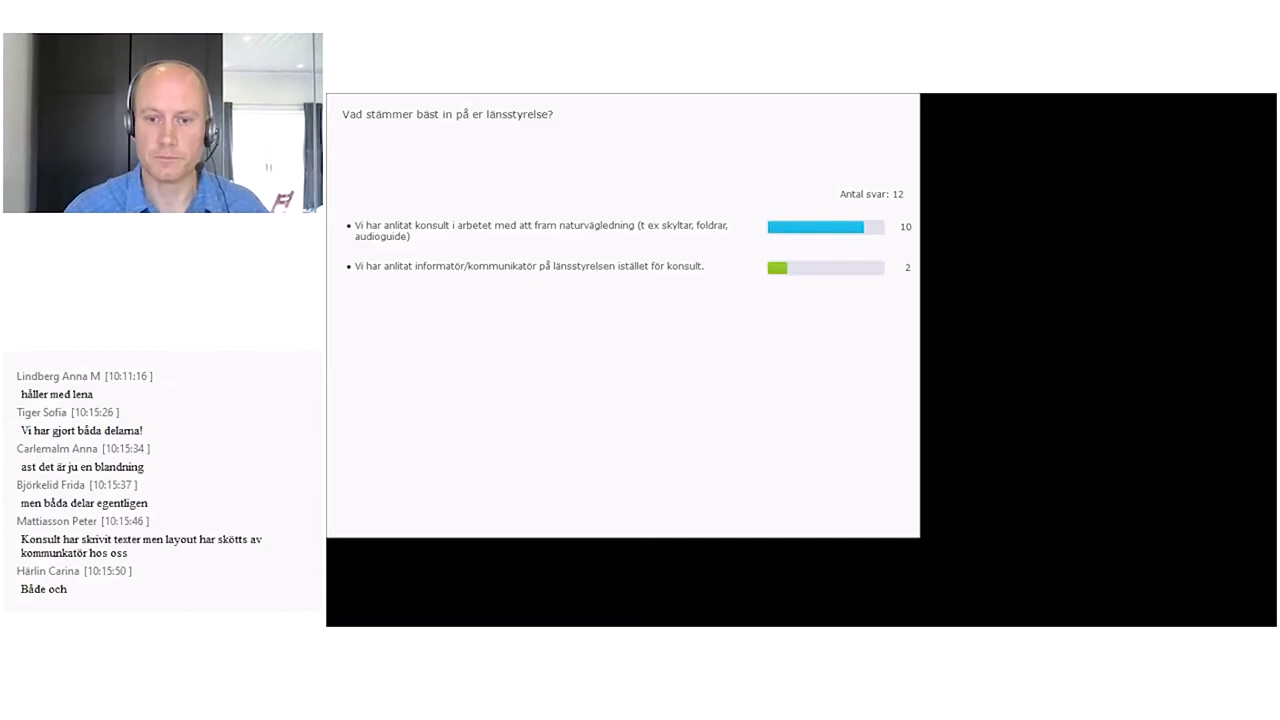 Vad stämmer bäst in på er länsstyrelse?
Antal svar: 12
• Vi har anlitat konsult i arbetet med att fram naturvägledning (t ex skyltar, foldrar,
audioguide)
10
• Vi har anlitat informatör/kommunikatör på länsstyrelsen istället för konsult.
2
Lindberg Anna M [10:11:16 ]
håller med lena
Tiger Sofia [10:15:26 ]
Vi har gjort båda delarna!
Carlemalm Anna [10:15:34 ]
ast det är ju en blandning
Björkelid Frida [10:15:37 ]
men båda delar egentligen
Mattiasson Peter [10:15:46 ]
Konsult har skrivit texter men layout har skötts av
kommunkatör hos oss
Härlin Carina [10:15:50 ]
Både och